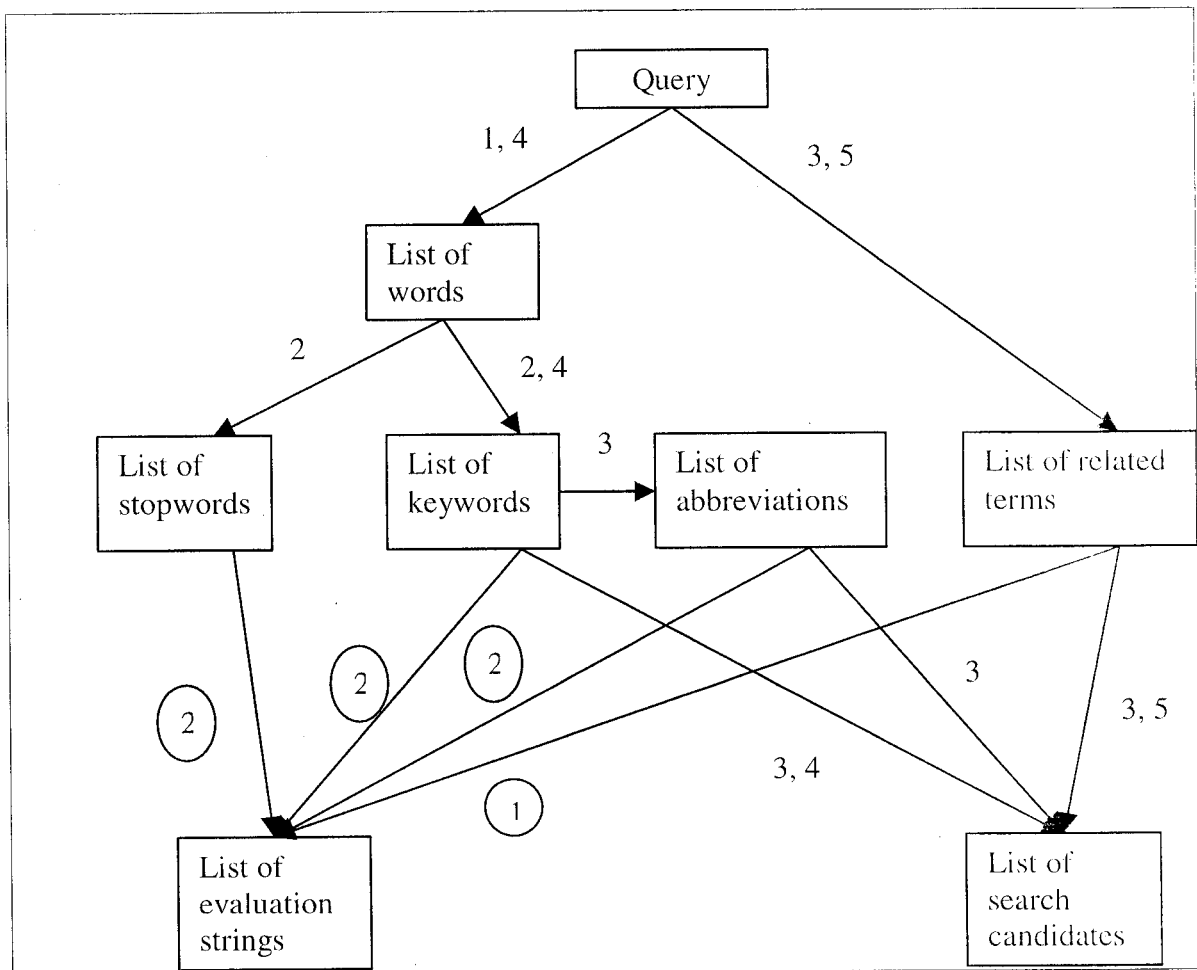 Query
1, 4
3, 5
List of
words
2
2, 4
List of
stopwords
List of
keywords
3
List of
abbreviations
List of related
terms
2
2
2
1
3, 4
3
3, 5
List of
evaluation
strings
List of
search
candidates